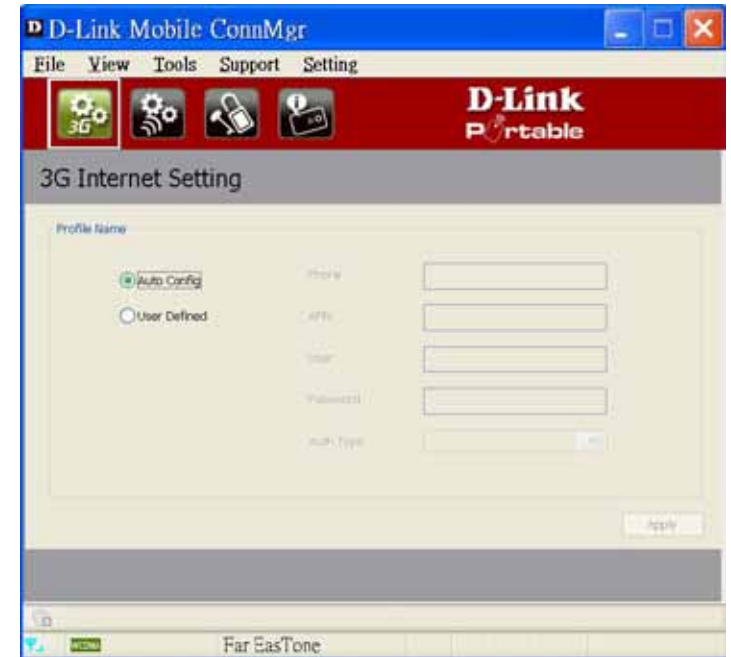 D-Link Mobile ConnMgr
File View Tools Support Setting
3G
D-Link
Portable
3G Internet Setting
Profile Name
Auto Config
Phone
User Defined
APN
User
Password
Auth Type
Apply
Far EasTone